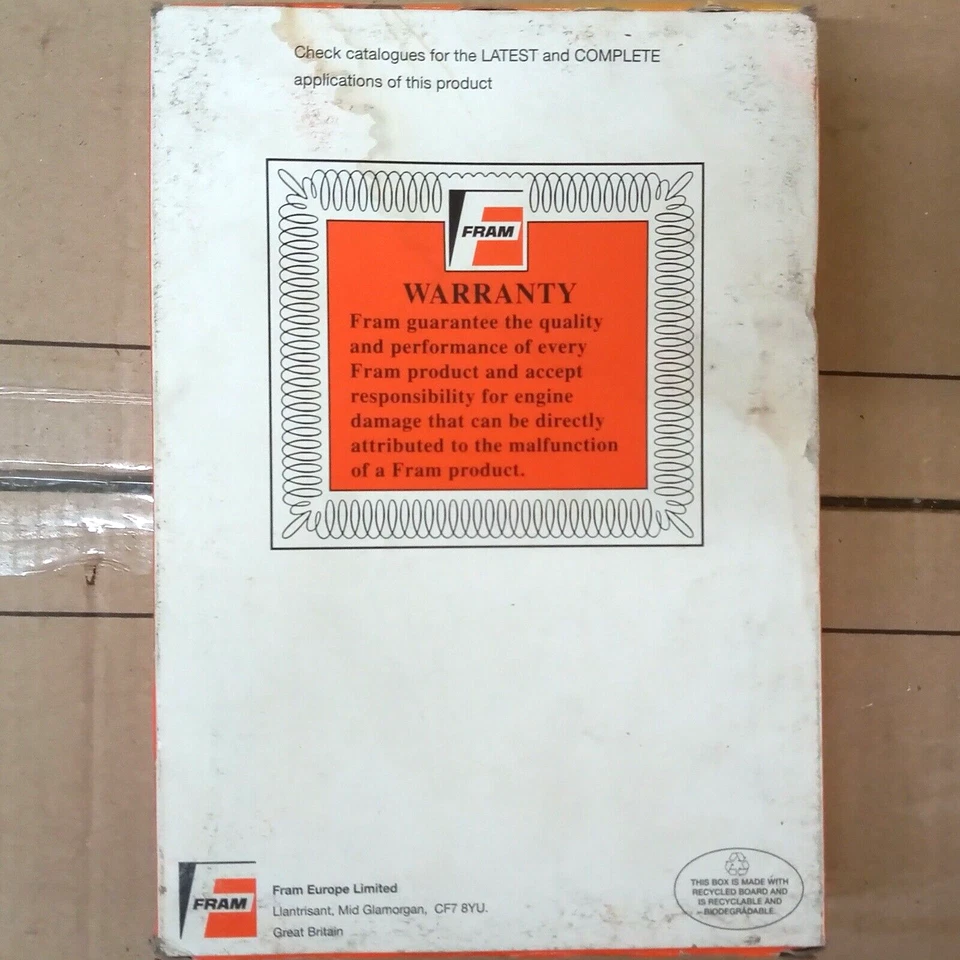 Check catalogues for the LATEST and COMPLETE
applications of this product
FRAM
WARRANTY
Fram guarantee the quality
and performance of every
Fram product and accept
responsibility for engine
damage that can be directly
attributed to the malfunction
of a Fram product.
FRAM
Fram Europe Limited
Llantrisant, Mid Glamorgan, CF7 8YU.
Great Britain
THIS BOX IS MADE WITH
RECYCLED BOARD AND
IS RECYCLABLE AND
BIODEGRADABLE.